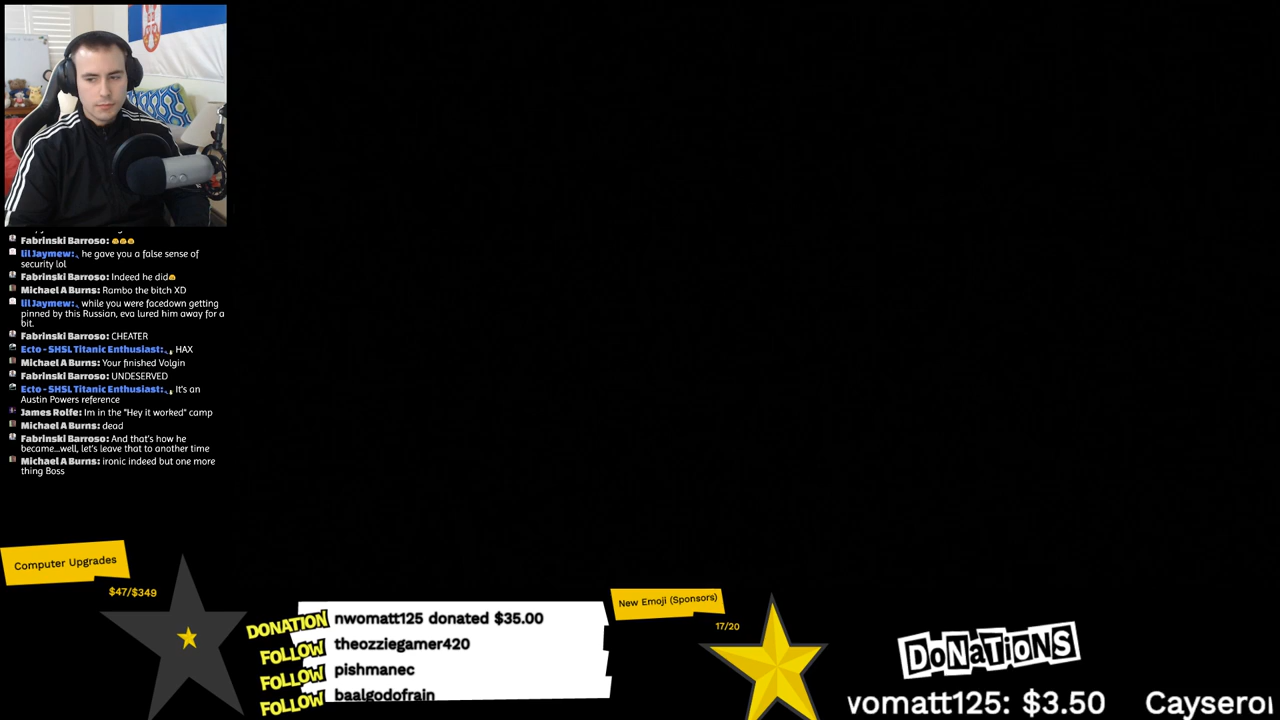 Fabrinski Barroso:
lil Jaymew: he gave you a false sense of
security lol
Fabrinski Barroso: Indeed he did
Michael A Burns: Rambo the bitch XD
lil Jaymew: while you were facedown getting
pinned by this Russian, eva lured him away for a
bit.
Fabrinski Barroso: CHEATER
Ecto - SHSL Titanic Enthusiast: HAX
Michael A Burns: Your finished Volgin
Fabrinski Barroso: UNDESERVED
Ecto - SHSL Titanic Enthusiast: It's an
Austin Powers reference
James Rolfe: Im in the "Hey it worked" camp
Michael A Burns: dead
Fabrinski Barroso: And that's how he
became...well, let's leave that to another time
Michael A Burns: ironic indeed but one more
thing Boss
Computer Upgrades
$47/$349
DONATION nwomatt125 donated $35.00
FOLLOW theozziegamer420
FOLLOW pishmanec
FOLLOW baalgodofrain
New Emoji (Sponsors)
17/20
DONATIONS
womatt125: $3.50 Caysero